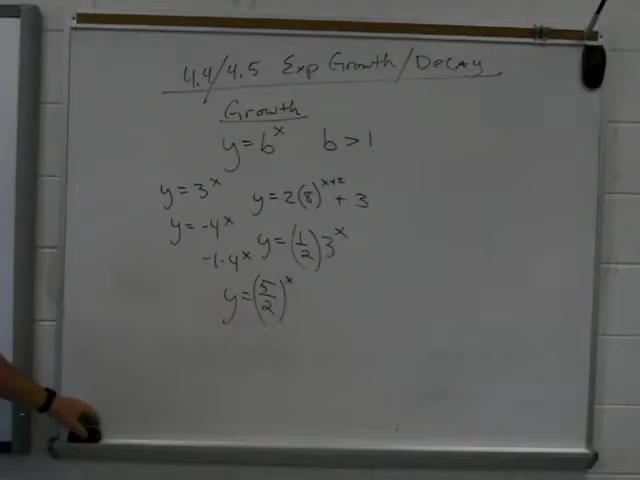 4.4/4.5 Exp Growth/Decay
Growth
y=b^x b>1
y=3^x y=2(8)^x+2 + 3
y=-4^x y=(1/2)3^x
-1·4^x
y=(5/2)^x